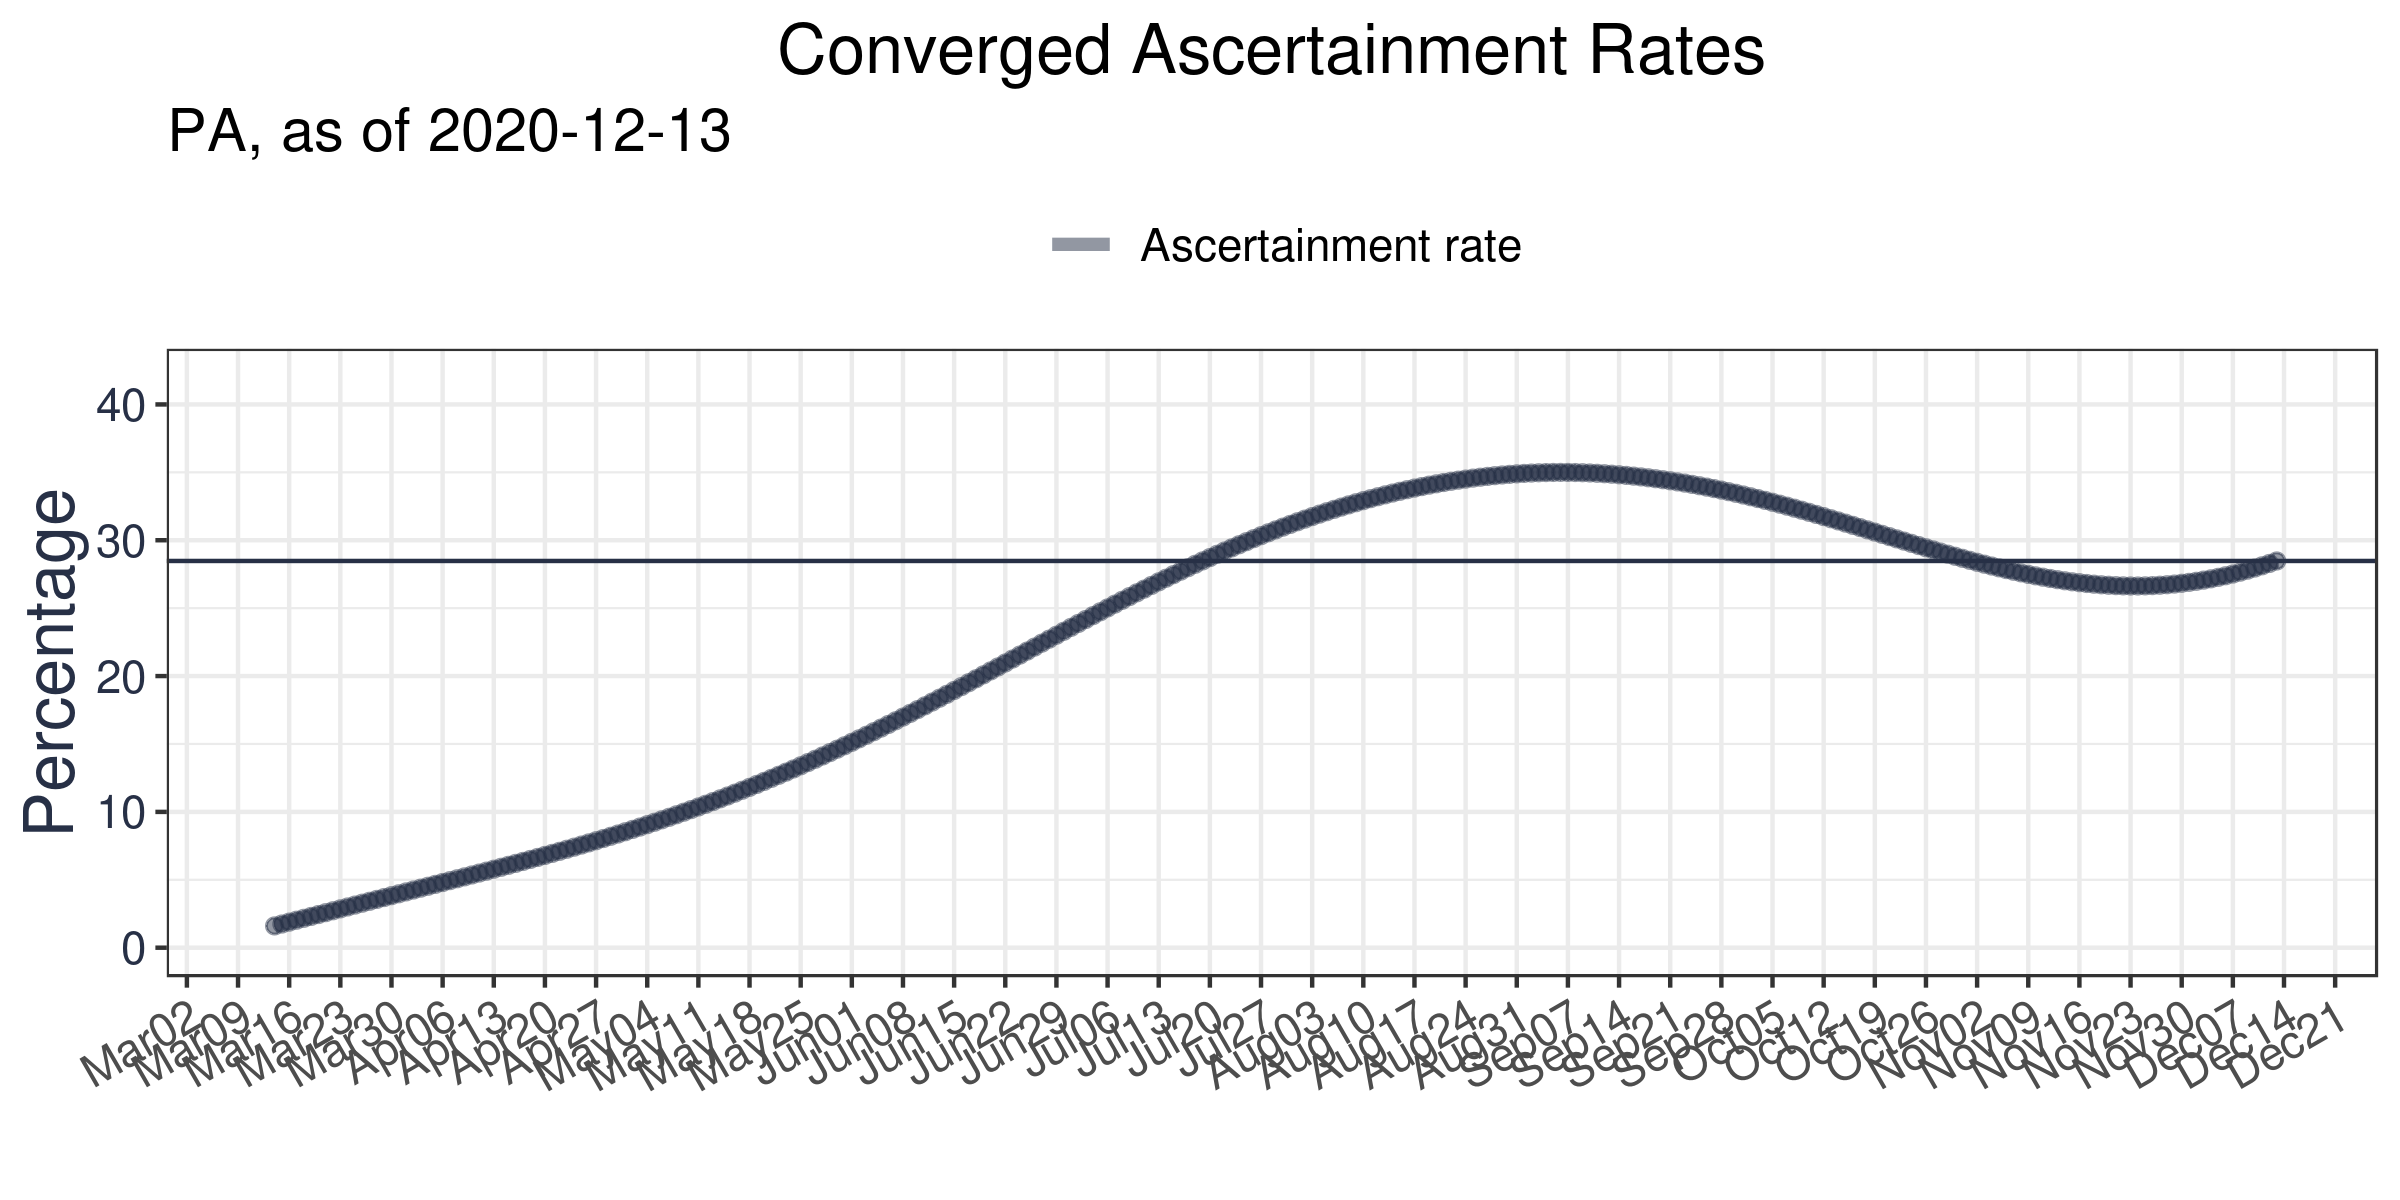 Converged Ascertainment Rates
PA, as of 2020-12-13
Ascertainment rate
Percentage
40
30
20
10
0
Mar02
Mar09
Mar16
Mar23
Mar30
Apr06
Apr13
Apr20
Apr27
May04
May11
May18
May25
Jun01
Jun08
Jun15
Jun22
Jun29
Jul06
Jul13
Jul20
Jul27
Aug03
Aug10
Aug17
Aug24
Aug31
Sep07
Sep14
Sep21
Sep28
Oct05
Oct12
Oct19
Oct26
Nov02
Nov09
Nov16
Nov23
Nov30
Dec07
Dec14
Dec21